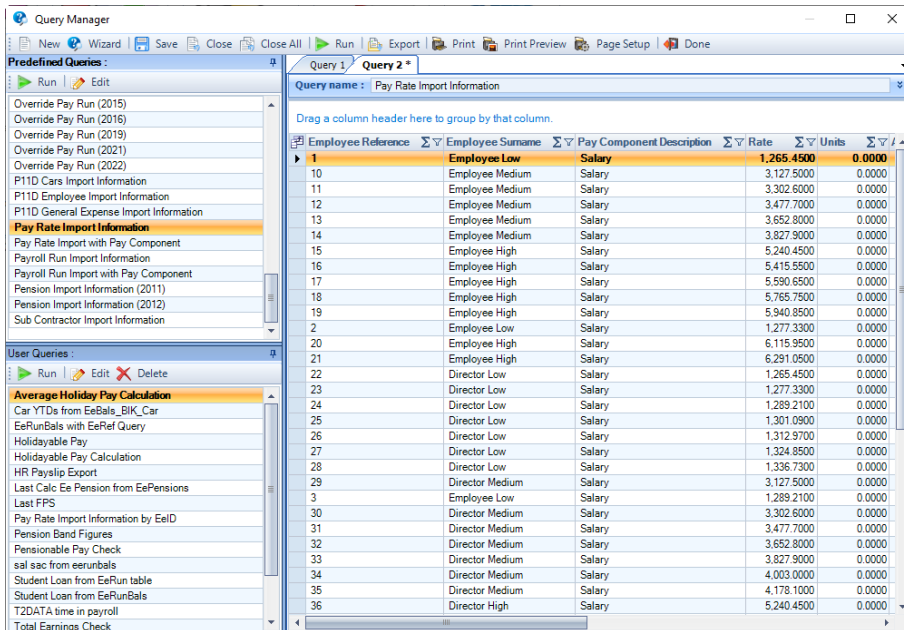 Query Manager
New Wizard Save Close Close All Run Export Print Print Preview Page Setup Done
Predefined Queries :
Run Edit
Override Pay Run (2015)
Override Pay Run (2016)
Override Pay Run (2019)
Override Pay Run (2021)
Override Pay Run (2022)
P11D Cars Import Information
P11D Employee Import Information
P11D General Expense Import Information
Pay Rate Import Information
Pay Rate Import with Pay Component
Payroll Run Import Information
Payroll Run Import with Pay Component
Pension Import Information (2011)
Pension Import Information (2012)
Sub Contractor Import Information
User Queries :
Run Edit Delete
Average Holiday Pay Calculation
Car YTDs from EeBals_BIK_Car
EeRunBals with EeRef Query
Holidayable Pay
Holidayable Pay Calculation
HR Payslip Export
Last Calc Ee Pension from EePensions
Last FPS
Pay Rate Import Information by EeID
Pension Band Figures
Pensionable Pay Check
sal sac from eerunbals
Student Loan from EeRun table
Student Loan from EeRunBals
T2DATA time in payroll
Total Earnings Check
Query 1 Query 2 *
Query name : Pay Rate Import Information
Drag a column header here to group by that column.
Employee Reference Σ Employee Surname Σ Pay Component Description Σ Rate Σ Units Σ
1 Employee Low Salary 1,265.4500 0.0000
10 Employee Medium Salary 3,127.5000 0.0000
11 Employee Medium Salary 3,302.6000 0.0000
12 Employee Medium Salary 3,477.7000 0.0000
13 Employee Medium Salary 3,652.8000 0.0000
14 Employee Medium Salary 3,827.9000 0.0000
15 Employee High Salary 5,240.4500 0.0000
16 Employee High Salary 5,415.5500 0.0000
17 Employee High Salary 5,590.6500 0.0000
18 Employee High Salary 5,765.7500 0.0000
19 Employee High Salary 5,940.8500 0.0000
2 Employee Low Salary 1,277.3300 0.0000
20 Employee High Salary 6,115.9500 0.0000
21 Employee High Salary 6,291.0500 0.0000
22 Director Low Salary 1,265.4500 0.0000
23 Director Low Salary 1,277.3300 0.0000
24 Director Low Salary 1,289.2100 0.0000
25 Director Low Salary 1,301.0900 0.0000
26 Director Low Salary 1,312.9700 0.0000
27 Director Low Salary 1,324.8500 0.0000
28 Director Low Salary 1,336.7300 0.0000
29 Director Medium Salary 3,127.5000 0.0000
3 Employee Low Salary 1,289.2100 0.0000
30 Director Medium Salary 3,302.6000 0.0000
31 Director Medium Salary 3,477.7000 0.0000
32 Director Medium Salary 3,652.8000 0.0000
33 Director Medium Salary 3,827.9000 0.0000
34 Director Medium Salary 4,003.0000 0.0000
35 Director Medium Salary 4,178.1000 0.0000
36 Director High Salary 5,240.4500 0.0000